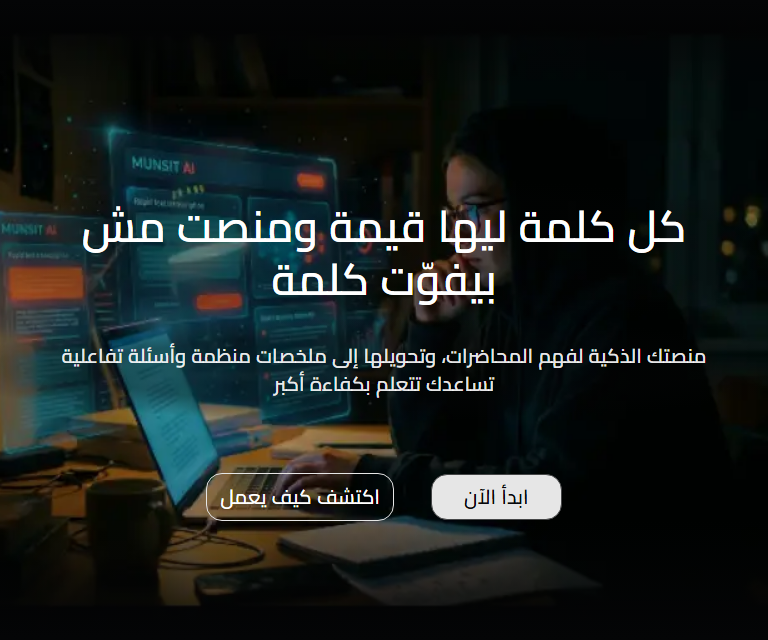 MUNSIT AI
MUNSIT AI
كل كلمة ليها قيمة ومنصت مش
بيفوّت كلمة
منصتك الذكية لفهم المحاضرات، وتحويلها إلى ملخصات منظمة وأسئلة تفاعلية
تساعدك تتعلم بكفاءة أكبر
ابدأ الآن
اكتشف كيف يعمل